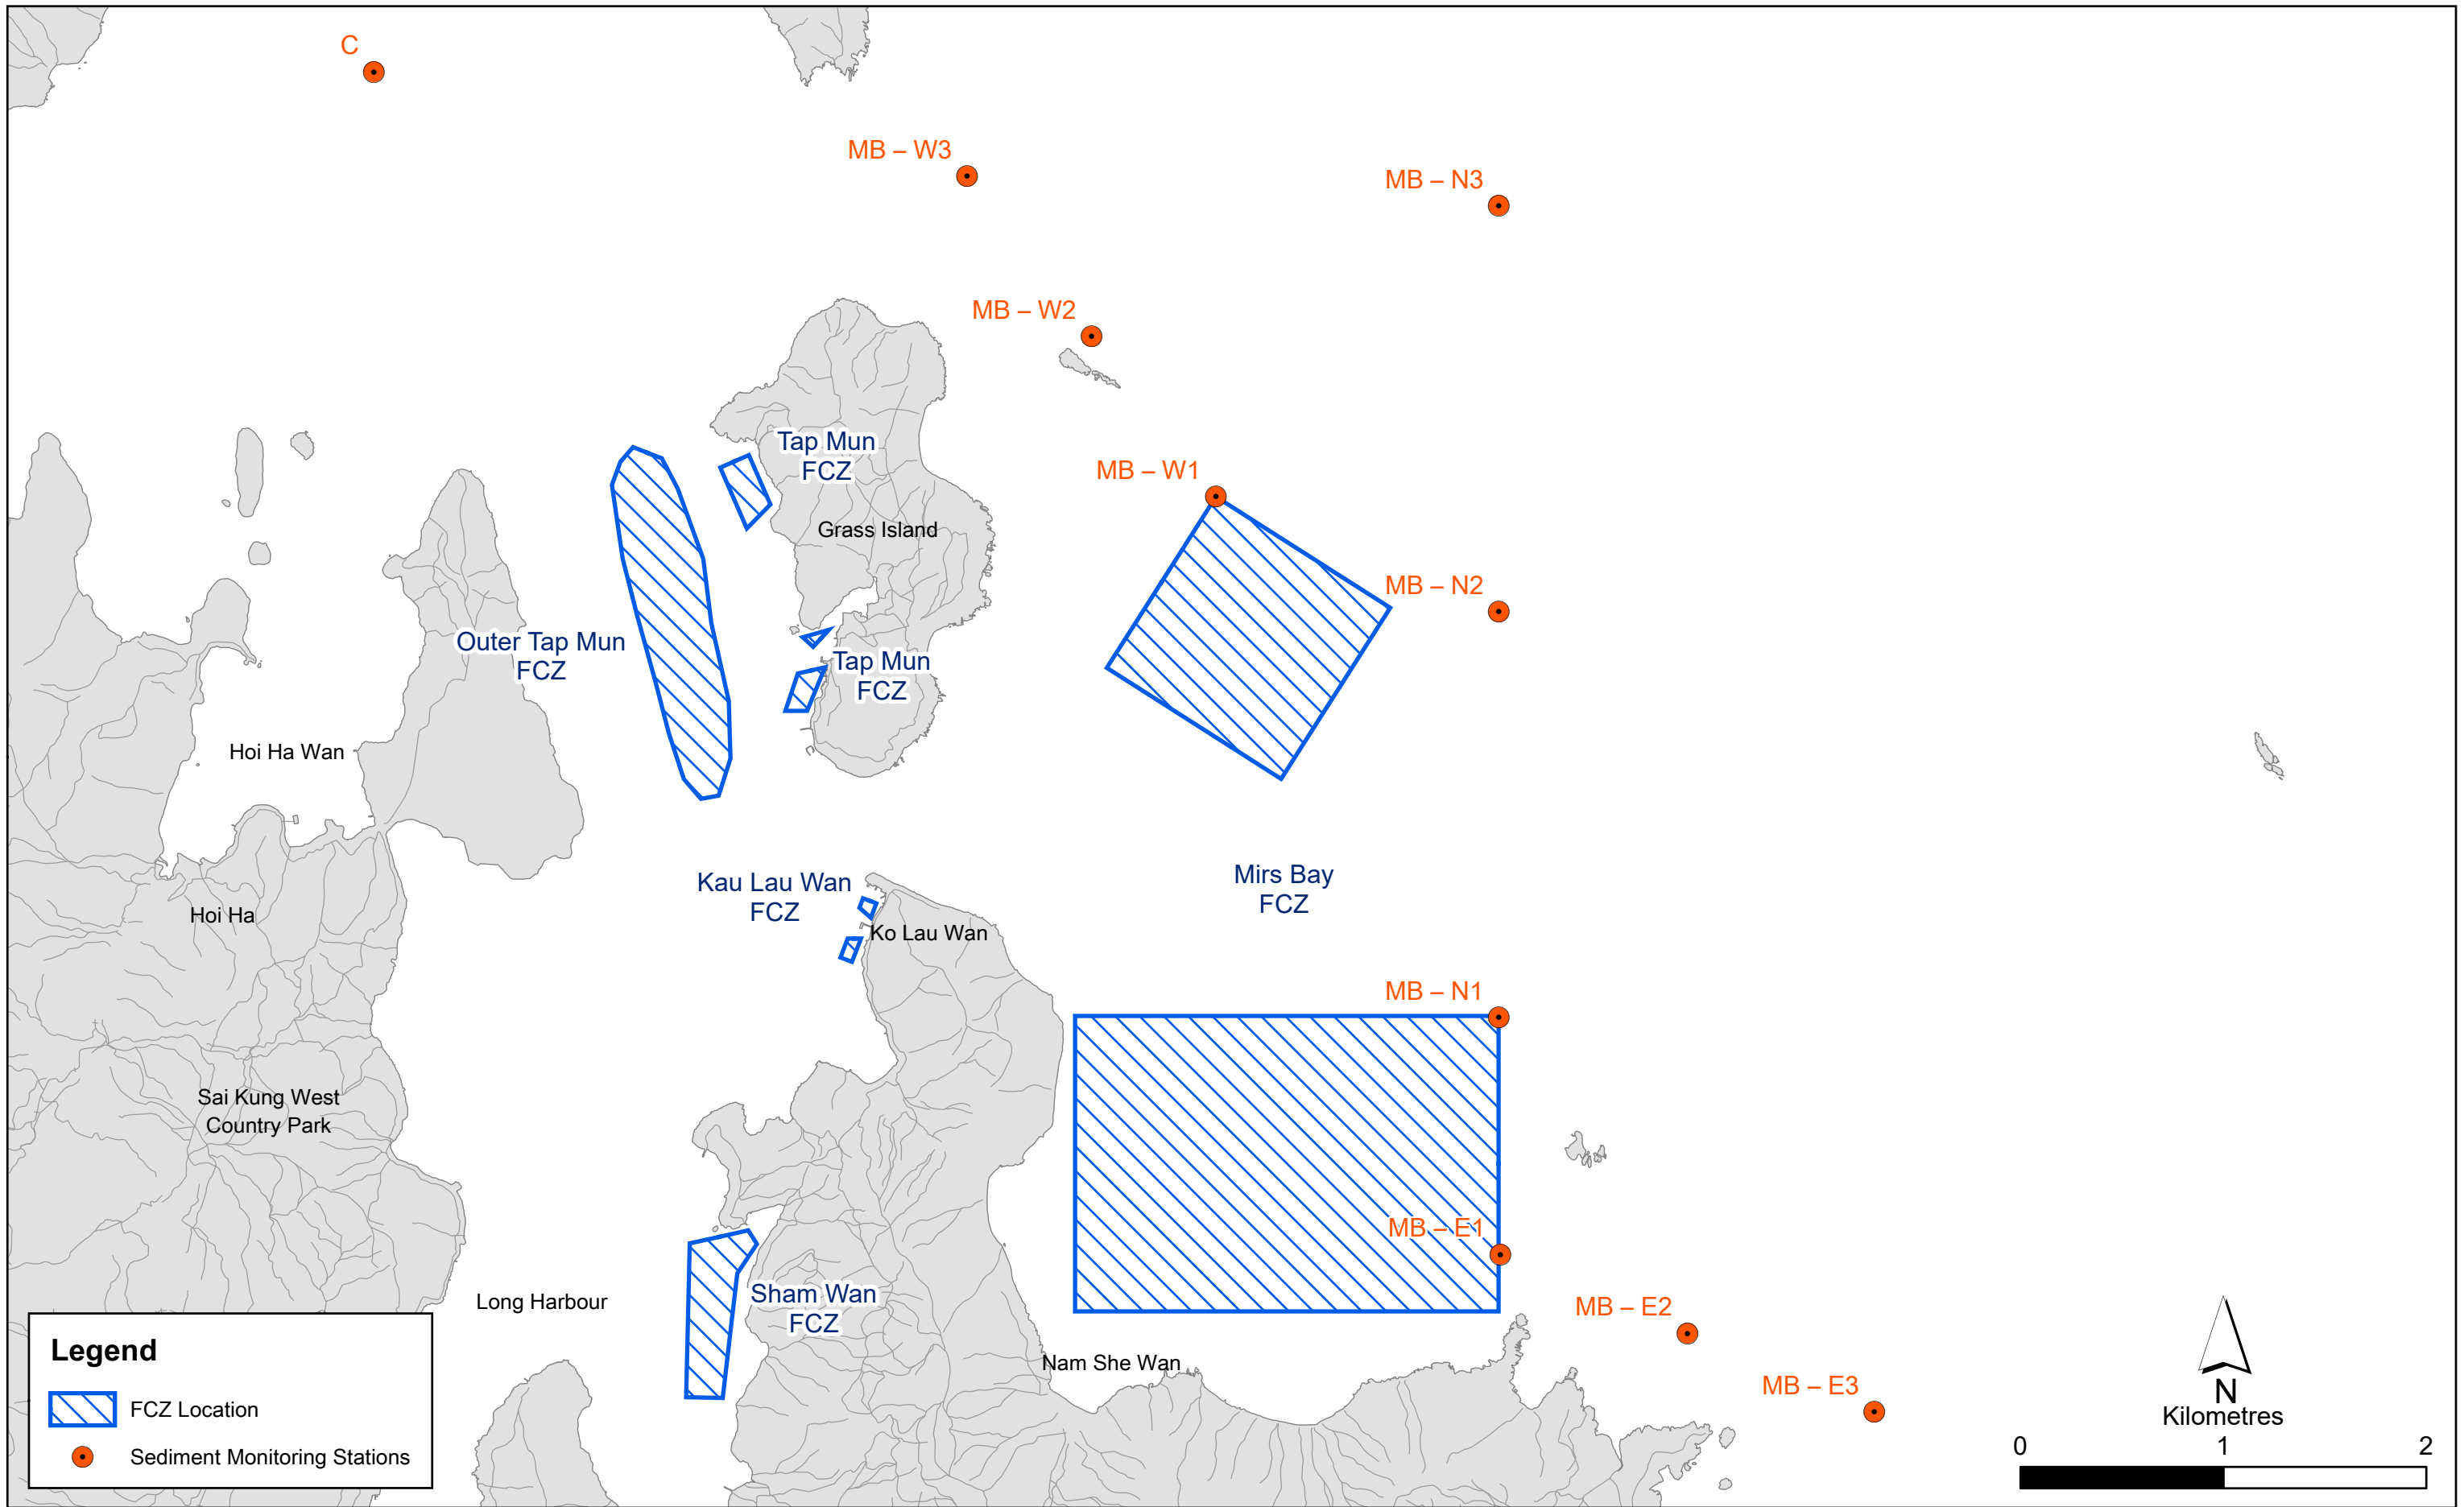 C
MB – W3
MB – N3
MB – W2
Tap Mun
FCZ
MB – W1
Grass Island
MB – N2
Outer Tap Mun
FCZ
Tap Mun
FCZ
Hoi Ha Wan
Kau Lau Wan
FCZ
Mirs Bay
FCZ
Hoi Ha
Ko Lau Wan
MB – N1
Sai Kung West
Country Park
MB – E1
Long Harbour
Sham Wan
FCZ
MB – E2
Nam She Wan
MB – E3
Legend
FCZ Location
Sediment Monitoring Stations
N
Kilometres
0 1 2